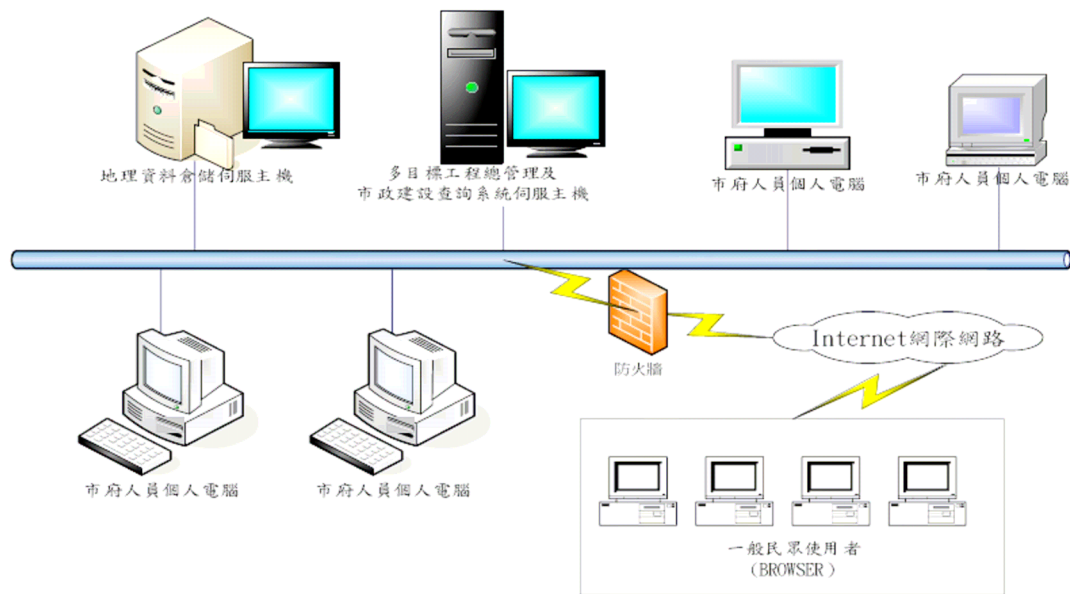 地理資料倉儲伺服主機
多目標工程總管理及
市政建設查詢系統伺服主機
市府人員個人電腦
市府人員個人電腦
防火牆
Internet網際網路
市府人員個人電腦
市府人員個人電腦
一般民眾使用者
(BROWSER)